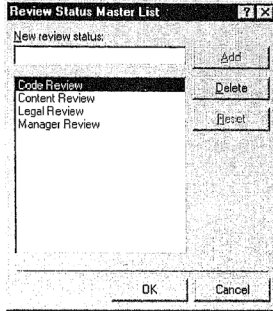 Review Status Master List
New review status:
Add
Code Review
Content Review
Legal Review
Manager Review
Delete
Reset
OK
Cancel